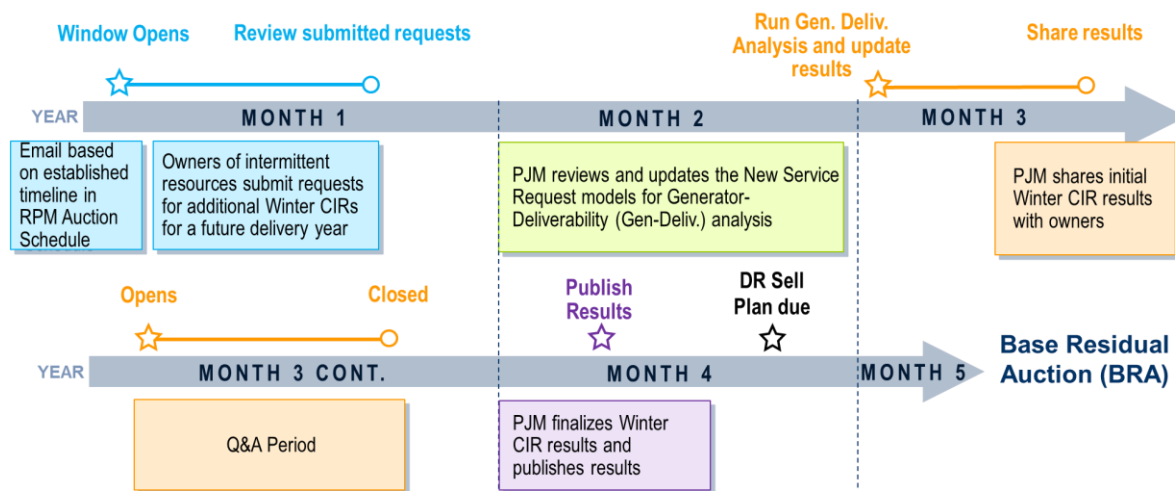 Window Opens
Review submitted requests
Run Gen. Deliv.
Analysis and update
results
Share results
YEAR
MONTH 1
MONTH 2
MONTH 3
Email based
on established
timeline in
RPM Auction
Schedule
Owners of intermittent
resources submit requests
for additional Winter CIRs
for a future delivery year
PJM reviews and updates the New Service
Request models for Generator-
Deliverability (Gen-Deliv.) analysis
PJM shares initial
Winter CIR results
with owners
Opens
Closed
Publish
Results
DR Sell
Plan due
YEAR
MONTH 3 CONT.
MONTH 4
MONTH 5
Base Residual
Auction (BRA)
Q&A Period
PJM finalizes Winter
CIR results and
publishes results